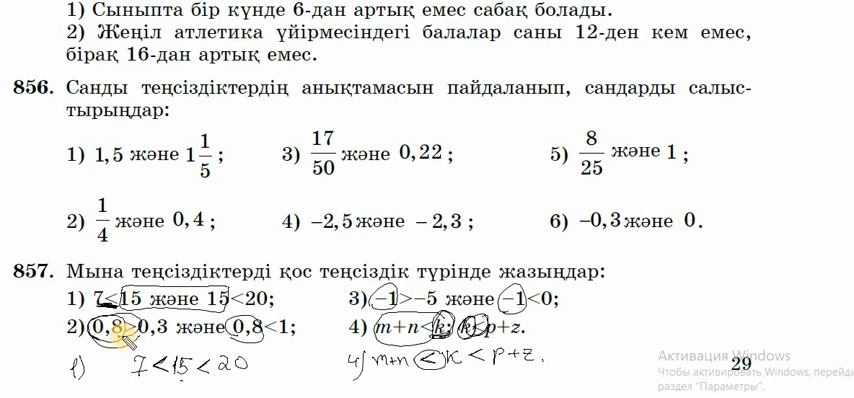 1) Сыныпта бір күнде 6-дан артық емес сабақ болады.
2) Жеңіл атлетика үйірмесіндегі балалар саны 12-ден кем емес,
бірақ 16-дан артық емес.
856. Санды теңсіздіктердің анықтамасын пайдаланып, сандарды салыс-
тырыңдар:
1) 1,5 және 1 1/5 ; 3) 17/50 және 0,22 ; 5) 8/25 және 1 ;
2) 1/4 және 0,4 ; 4) −2,5 және − 2,3 ; 6) −0,3 және 0.
857. Мына теңсіздіктерді қос теңсіздік түрінде жазыңдар:
1) 7<15 және 15<20; 3) −1>−5 және −1<0;
2) 0,8>0,3 және 0,8<1; 4) m+n<k; k<p+z.
1) 7<15<20 4) m+n<k<p+z.
29
Активация Windows
Чтобы активировать Windows, перейди
раздел "Параметры".